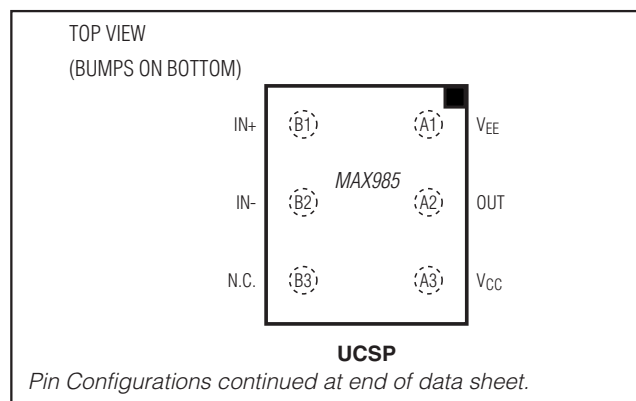 TOP VIEW
(BUMPS ON BOTTOM)
IN+ B1 A1 VEE
MAX985
IN- B2 A2 OUT
N.C. B3 A3 VCC
UCSP
Pin Configurations continued at end of data sheet.